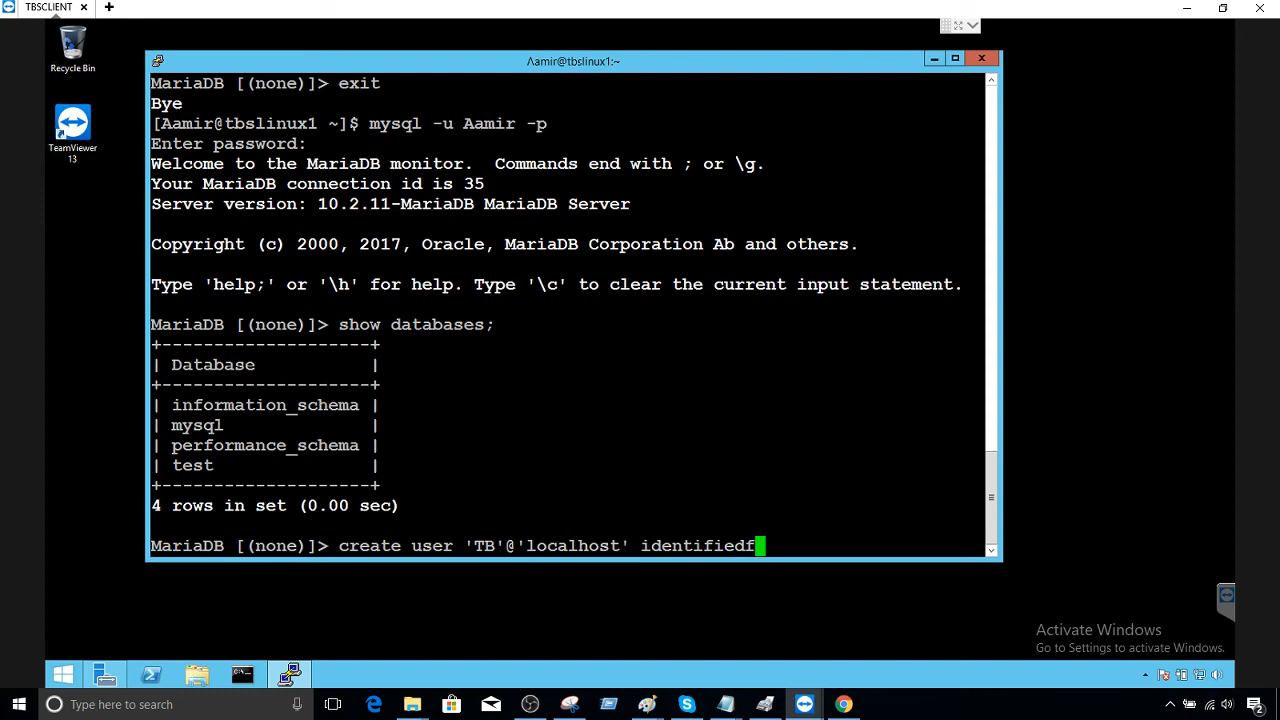 TBSCLIENT
Recycle Bin
TeamViewer
13
Aamir@tbslinux1:~
MariaDB [(none)]> exit
Bye
[Aamir@tbslinux1 ~]$ mysql -u Aamir -p
Enter password:
Welcome to the MariaDB monitor.  Commands end with ; or \g.
Your MariaDB connection id is 35
Server version: 10.2.11-MariaDB MariaDB Server
Copyright (c) 2000, 2017, Oracle, MariaDB Corporation Ab and others.
Type 'help;' or '\h' for help. Type '\c' to clear the current input statement.
MariaDB [(none)]> show databases;
+--------------------+
| Database           |
+--------------------+
| information_schema |
| mysql              |
| performance_schema |
| test               |
+--------------------+
4 rows in set (0.00 sec)
MariaDB [(none)]> create user 'TB'@'localhost' identifiedf
Activate Windows
Go to Settings to activate Windows.
Type here to search
2